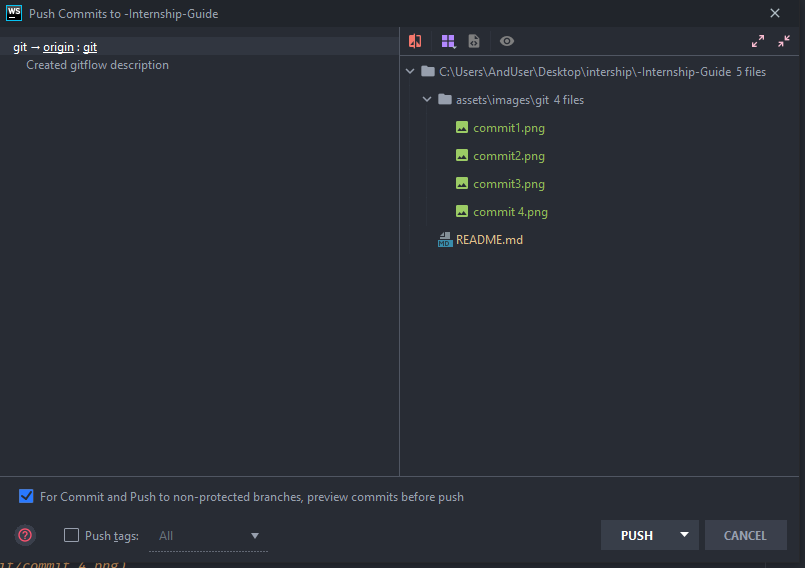 WS Push Commits to -Internship-Guide
git → origin : git
Created gitflow description
C:\Users\AndUser\Desktop\intership\-Internship-Guide 5 files
assets\images\git 4 files
commit1.png
commit2.png
commit3.png
commit 4.png
MD README.md
For Commit and Push to non-protected branches, preview commits before push
? Push tags: All PUSH CANCEL
it/commit 4.png)